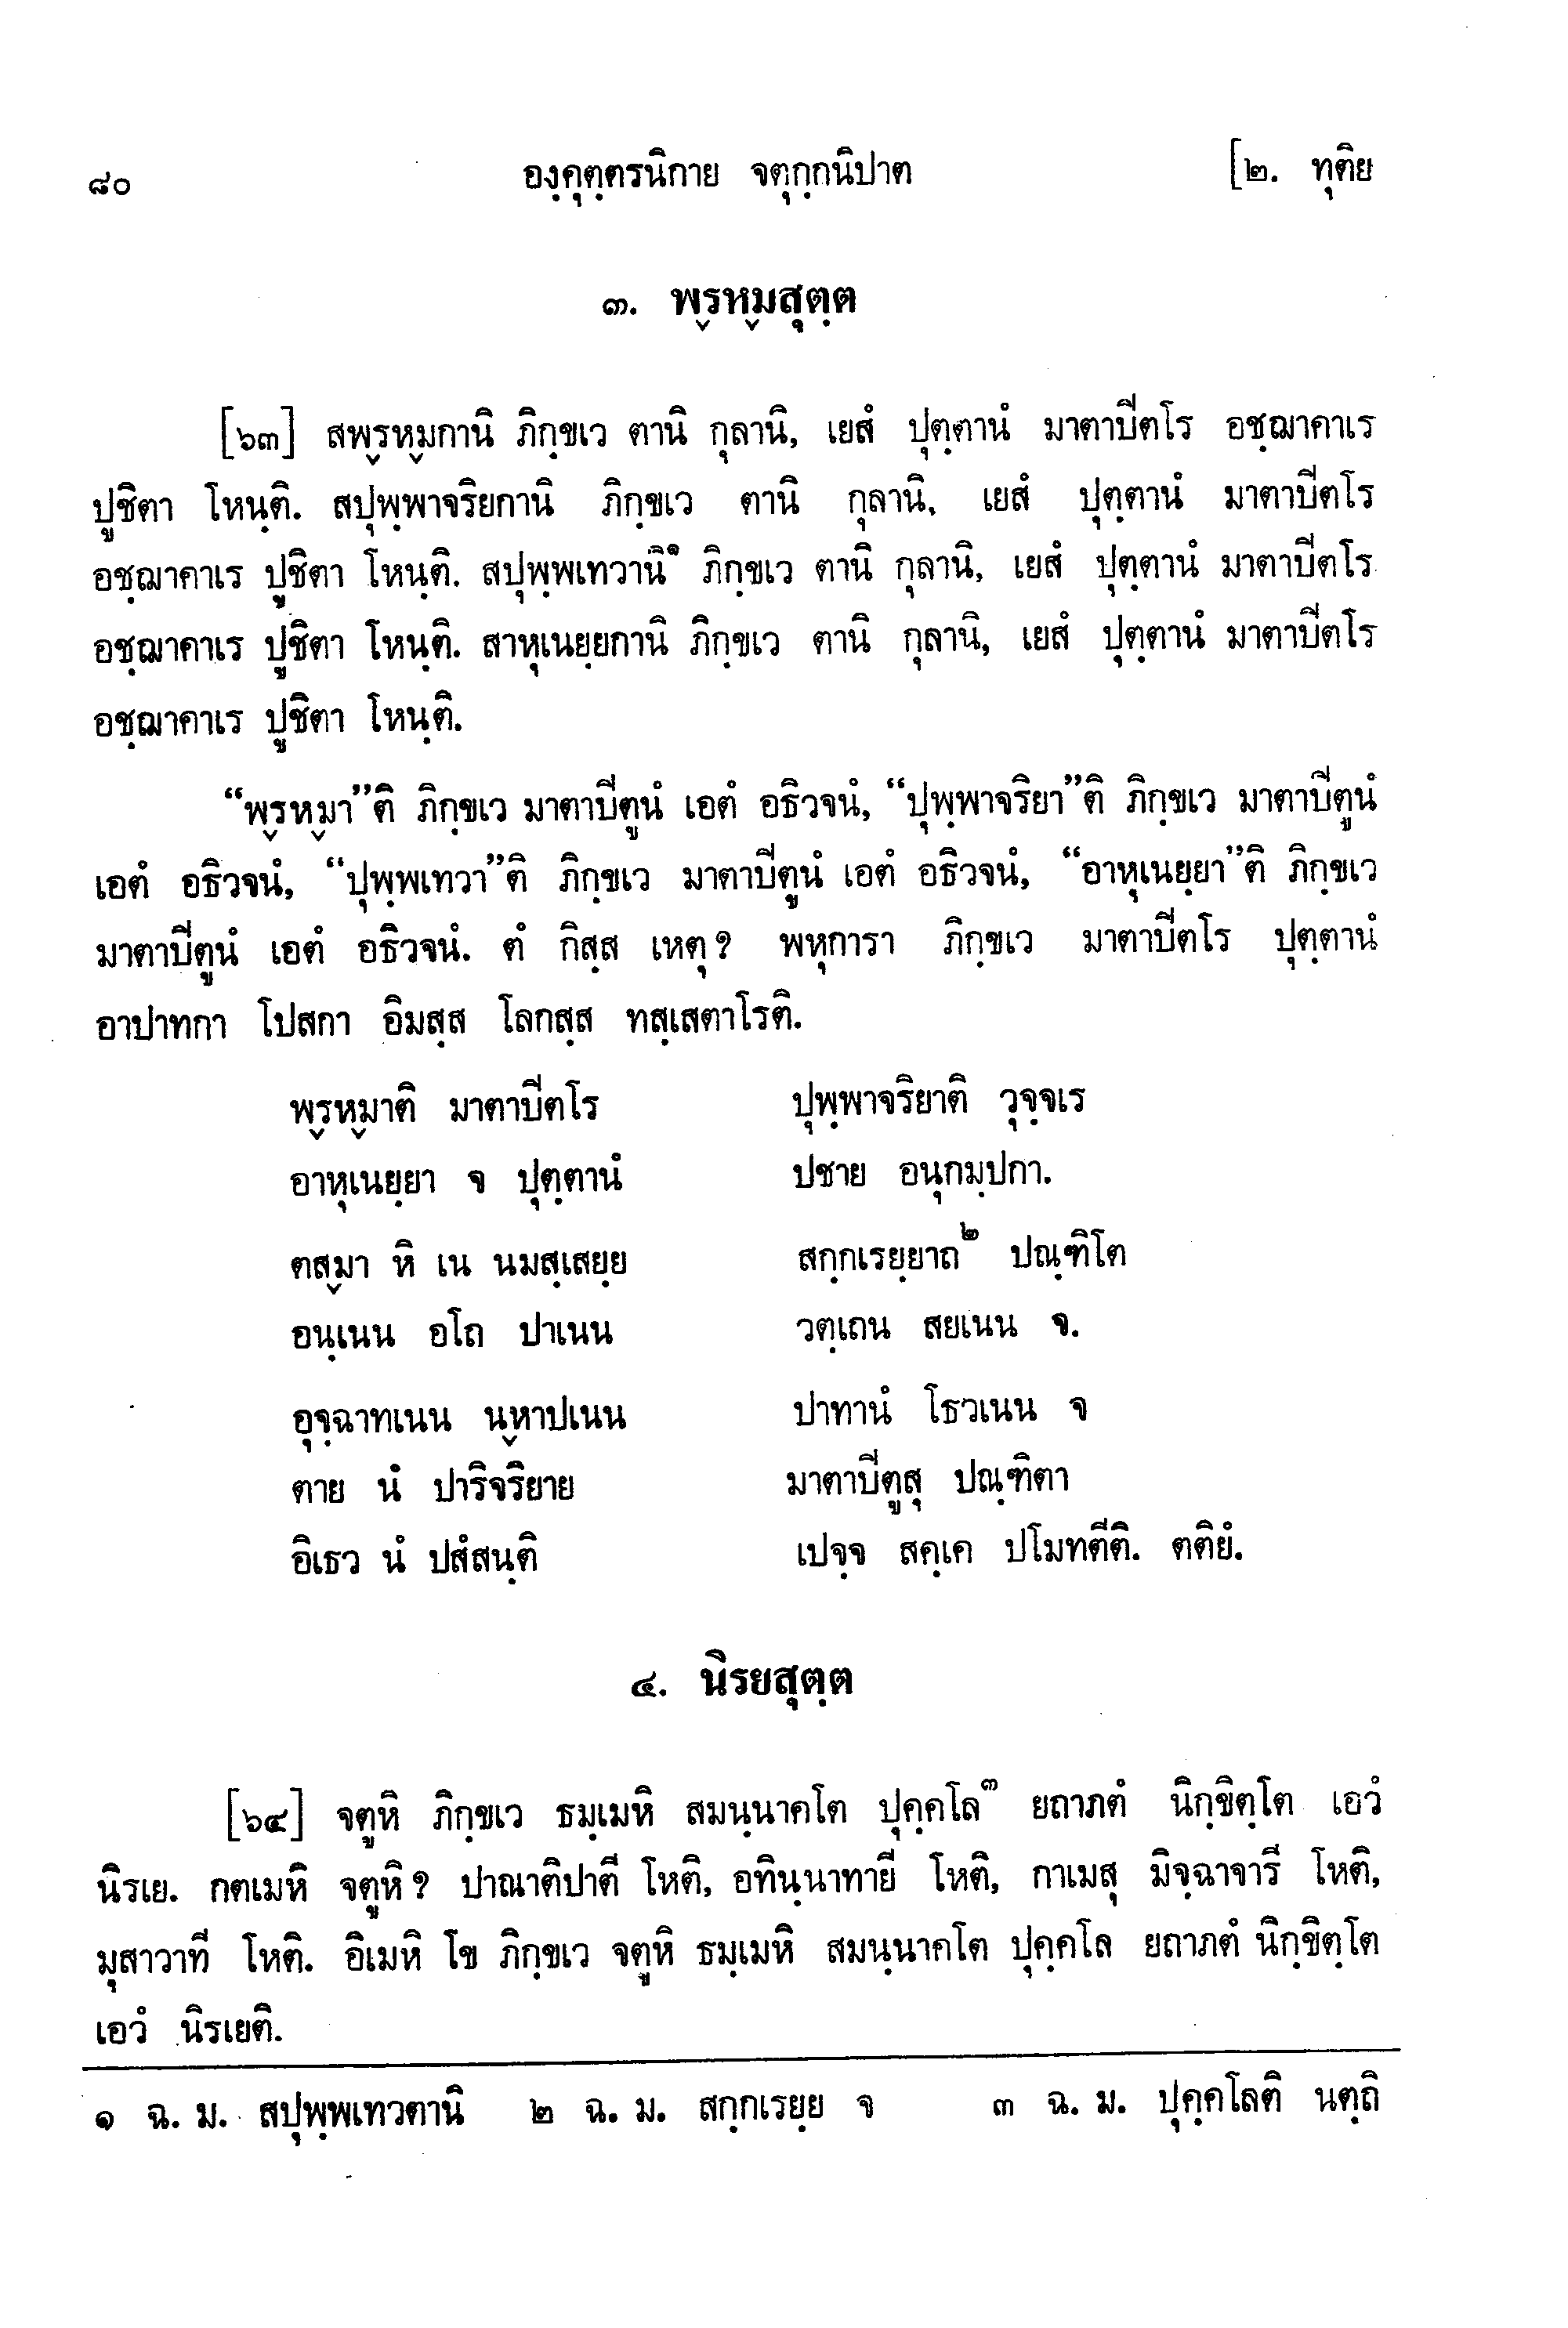 ๘๐ องฺคุตฺตรนิกาย จตุกฺกนิปาต [๒. ทุติย
๓. พฺรหฺมสุตฺต
[๖๓] สพฺรหฺมกานิ ภิกฺขเว ตานิ กุลานิ, เยสํ ปุตฺตานํ มาตาปิตโร อชฺฌาคาเร
ปูชิตา โหนฺติ. สปุพฺพาจริยกานิ ภิกฺขเว ตานิ กุลานิ, เยสํ ปุตฺตานํ มาตาปิตโร
อชฺฌาคาเร ปูชิตา โหนฺติ. สปุพฺพเทวานิ๑ ภิกฺขเว ตานิ กุลานิ, เยสํ ปุตฺตานํ มาตาปิตโร
อชฺฌาคาเร ปูชิตา โหนฺติ. สาหุเนยฺยกานิ ภิกฺขเว ตานิ กุลานิ, เยสํ ปุตฺตานํ มาตาปิตโร
อชฺฌาคาเร ปูชิตา โหนฺติ.
“พฺรหฺมา”ติ ภิกฺขเว มาตาปิตูนํ เอตํ อธิวจนํ, “ปุพฺพาจริยา”ติ ภิกฺขเว มาตาปิตูนํ
เอตํ อธิวจนํ, “ปุพฺพเทวา”ติ ภิกฺขเว มาตาปิตูนํ เอตํ อธิวจนํ, “อาหุเนยฺยา”ติ ภิกฺขเว
มาตาปิตูนํ เอตํ อธิวจนํ. ตํ กิสฺส เหตุ? พหุการา ภิกฺขเว มาตาปิตโร ปุตฺตานํ
อาปาทกา โปสกา อิมสฺส โลกสฺส ทสฺเสตาโรติ.
พฺรหฺมาติ มาตาปิตโร ปุพฺพาจริยาติ วุจฺจเร
อาหุเนยฺยา จ ปุตฺตานํ ปชาย อนุกมฺปกา.
ตสฺมา หิ เน นมสฺเสยฺย สกฺกเรยฺยาถ๒ ปณฺฑิโต
อนฺเนน อโถ ปาเนน วตฺเถน สยเนน จ.
อุจฺฉาทเนน นฺหาปเนน ปาทานํ โธวเนน จ
ตาย นํ ปาริจริยาย มาตาปิตูสุ ปณฺฑิตา
อิเธว นํ ปสํสนฺติ เปจฺจ สคฺเค ปโมทตีติ. ตติยํ.
๔. นิรยสุตฺต
[๖๔] จตูหิ ภิกฺขเว ธมฺเมหิ สมนฺนาคโต ปุคฺคโล๓ ยถาภตํ นิกฺขิตฺโต เอวํ
นิรเย. กตเมหิ จตูหิ? ปาณาติปาตี โหติ, อทินฺนาทายี โหติ, กาเมสุ มิจฺฉาจารี โหติ,
มุสาวาที โหติ. อิเมหิ โข ภิกฺขเว จตูหิ ธมฺเมหิ สมนฺนาคโต ปุคฺคโล ยถาภตํ นิกฺขิตฺโต
เอวํ นิรเยติ.
๑ ฉ. ม. สปุพฺพเทวตานิ ๒ ฉ. ม. สกฺกเรยฺย จ ๓ ฉ. ม. ปุคฺคโลติ นตฺถิ